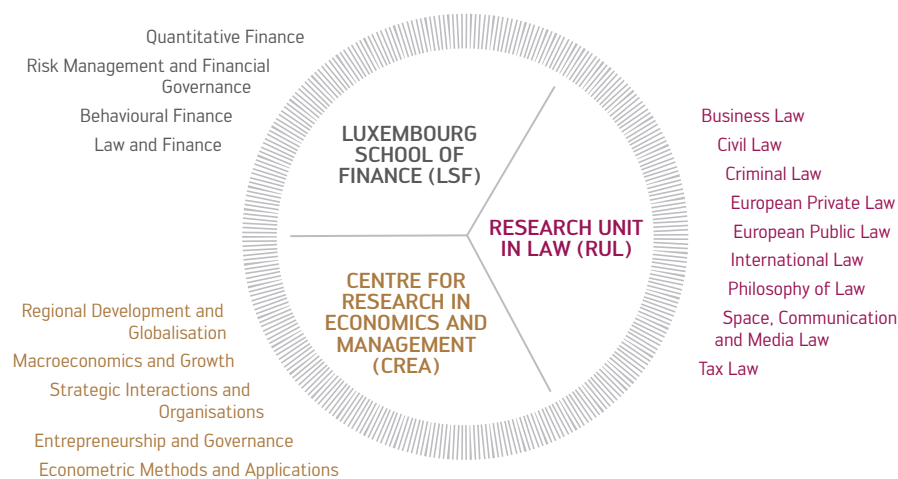 Quantitative Finance
Risk Management and Financial
Governance
Behavioural Finance
Law and Finance
LUXEMBOURG
SCHOOL OF
FINANCE (LSF)
Business Law
Civil Law
Criminal Law
European Private Law
European Public Law
International Law
Philosophy of Law
Space, Communication
and Media Law
Tax Law
RESEARCH UNIT
IN LAW (RUL)
CENTRE FOR
RESEARCH IN
ECONOMICS AND
MANAGEMENT
(CREA)
Regional Development and
Globalisation
Macroeconomics and Growth
Strategic Interactions and
Organisations
Entrepreneurship and Governance
Econometric Methods and Applications